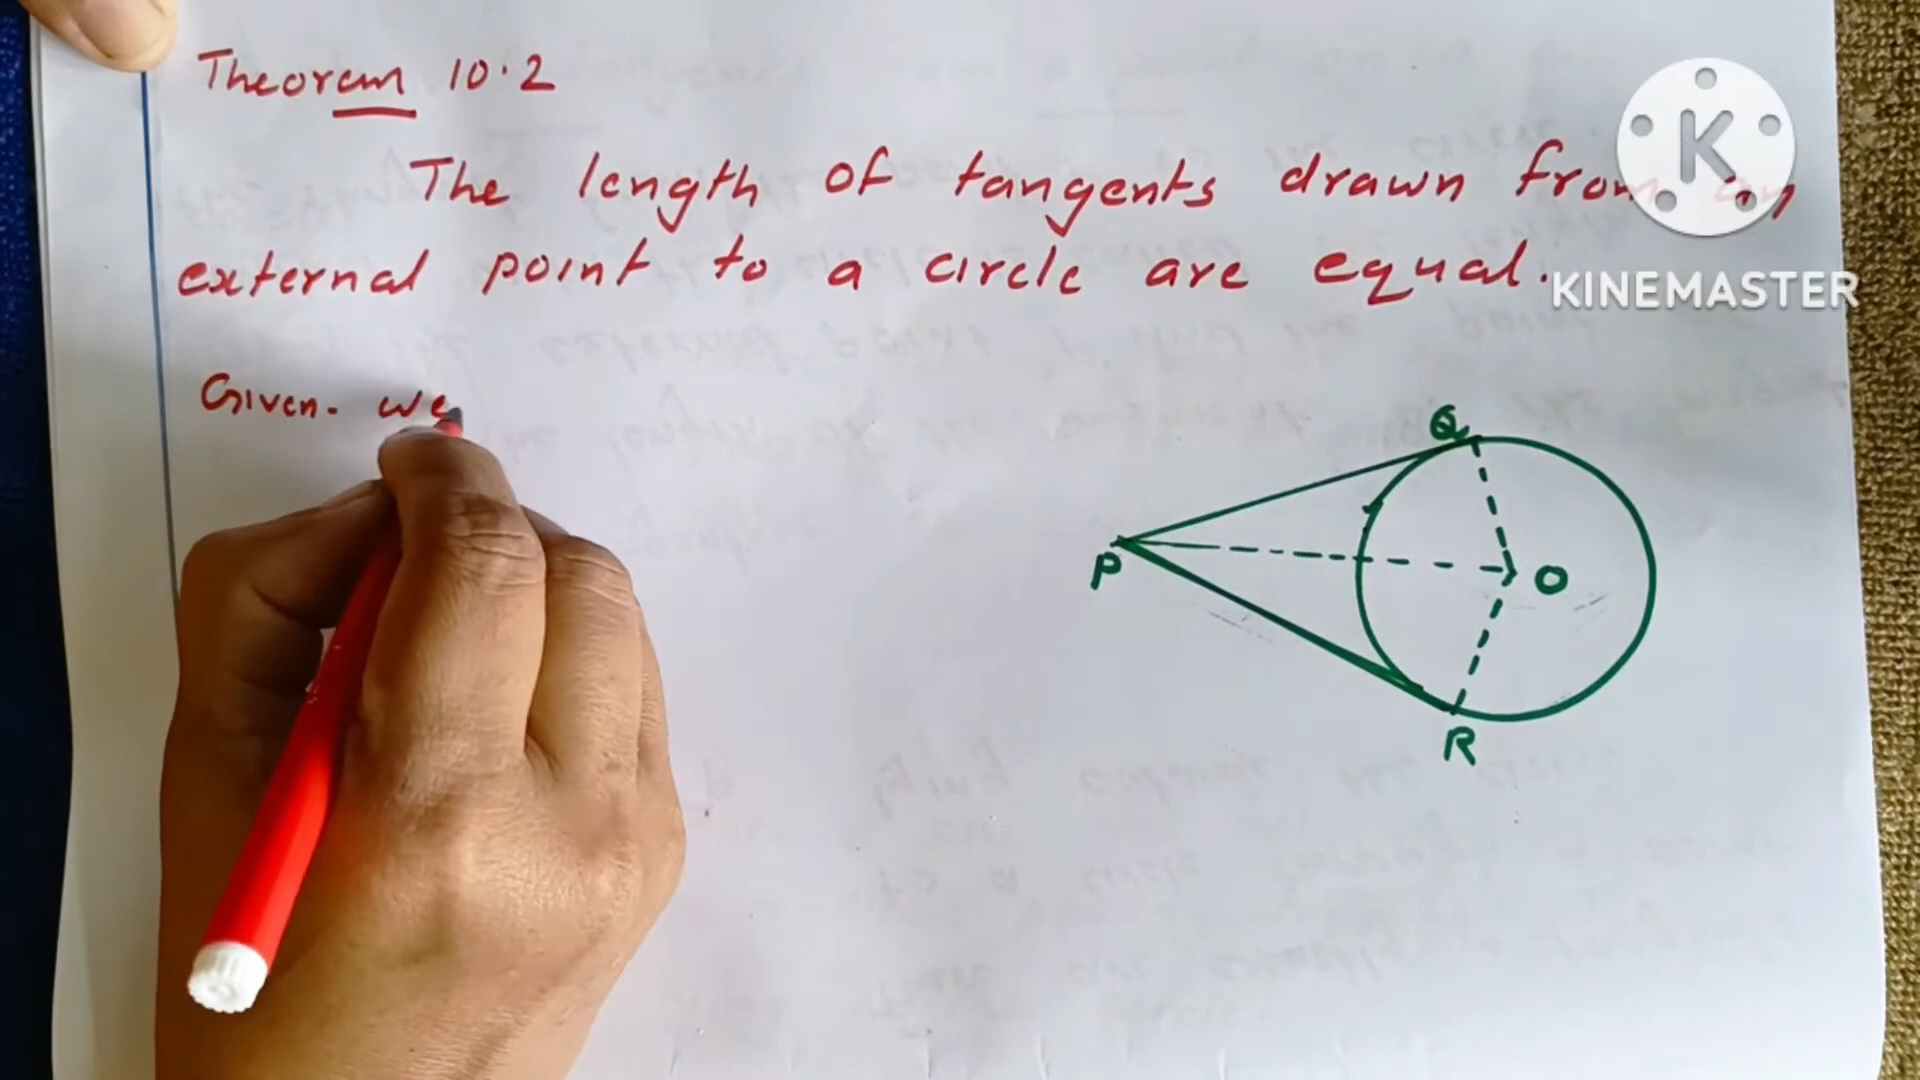 Theorem 10.2
The length of tangents drawn from an
external point to a circle are equal.
KINEMASTER
Given. We
Q
P
O
R